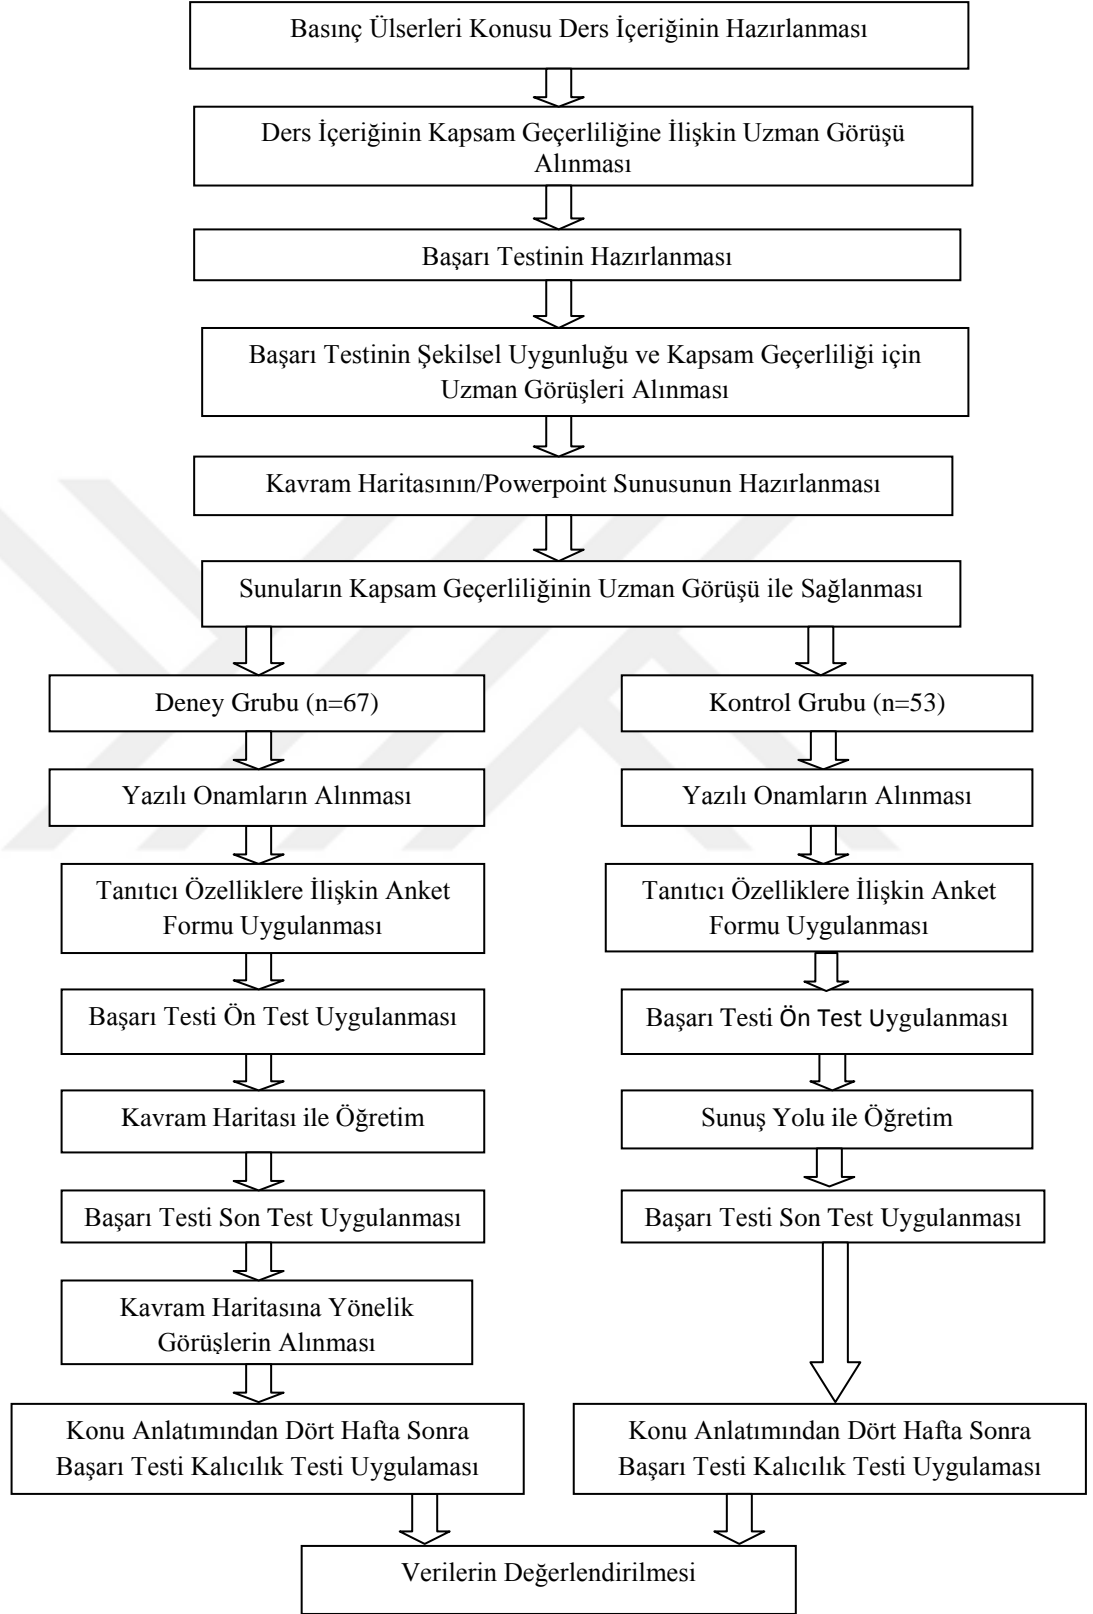 Basınç Ülserleri Konusu Ders İçeriğinin Hazırlanması
Ders İçeriğinin Kapsam Geçerliliğine İlişkin Uzman Görüşü
Alınması
Başarı Testinin Hazırlanması
Başarı Testinin Şekilsel Uygunluğu ve Kapsam Geçerliliği için
Uzman Görüşleri Alınması
Kavram Haritasının/Powerpoint Sunusunun Hazırlanması
Sunuların Kapsam Geçerliliğinin Uzman Görüşü ile Sağlanması
Deney Grubu (n=67)
Yazılı Onamların Alınması
Tanıtıcı Özelliklere İlişkin Anket
Formu Uygulanması
Başarı Testi Ön Test Uygulanması
Kavram Haritası ile Öğretim
Başarı Testi Son Test Uygulanması
Kavram Haritasına Yönelik
Görüşlerin Alınması
Konu Anlatımından Dört Hafta Sonra
Başarı Testi Kalıcılık Testi Uygulaması
Kontrol Grubu (n=53)
Yazılı Onamların Alınması
Tanıtıcı Özelliklere İlişkin Anket
Formu Uygulanması
Başarı Testi Ön Test Uygulanması
Sunuş Yolu ile Öğretim
Başarı Testi Son Test Uygulanması
Konu Anlatımından Dört Hafta Sonra
Başarı Testi Kalıcılık Testi Uygulaması
Verilerin Değerlendirilmesi